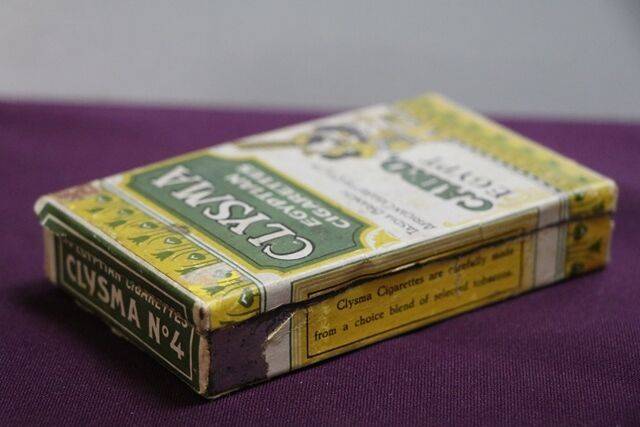 CLYSMA
EGYPTIAN
CIGARETTES
CAIRO,
EGYPT
EGYPTIAN CIGARETTES
CLYSMA Nº4
Clysma Cigarettes are carefully made
from a choice blend of selected tobaccos.